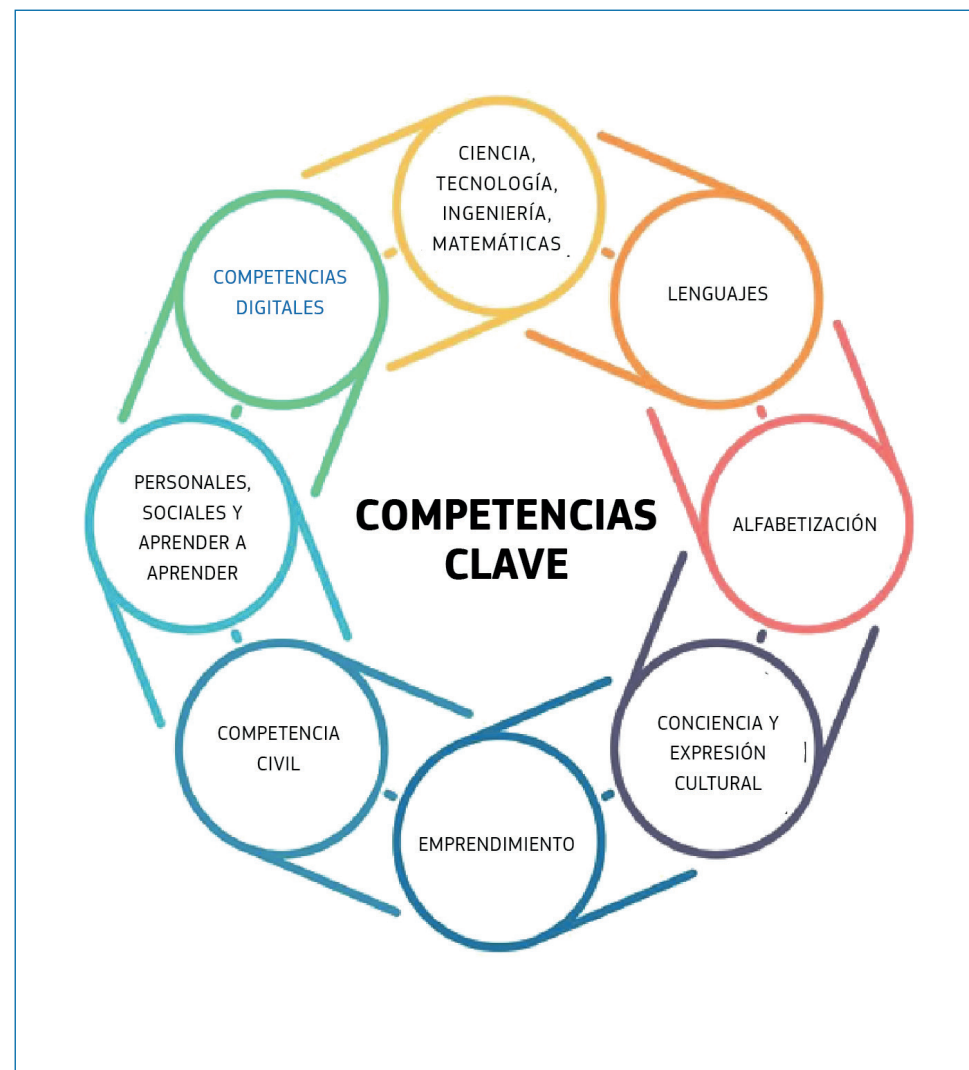 CIENCIA,
TECNOLOGÍA,
INGENIERÍA,
MATEMÁTICAS
LENGUAJES
ALFABETIZACIÓN
CONCIENCIA Y
EXPRESIÓN
CULTURAL
EMPRENDIMIENTO
COMPETENCIA
CIVIL
PERSONALES,
SOCIALES Y
APRENDER A
APRENDER
COMPETENCIAS
DIGITALES
COMPETENCIAS
CLAVE